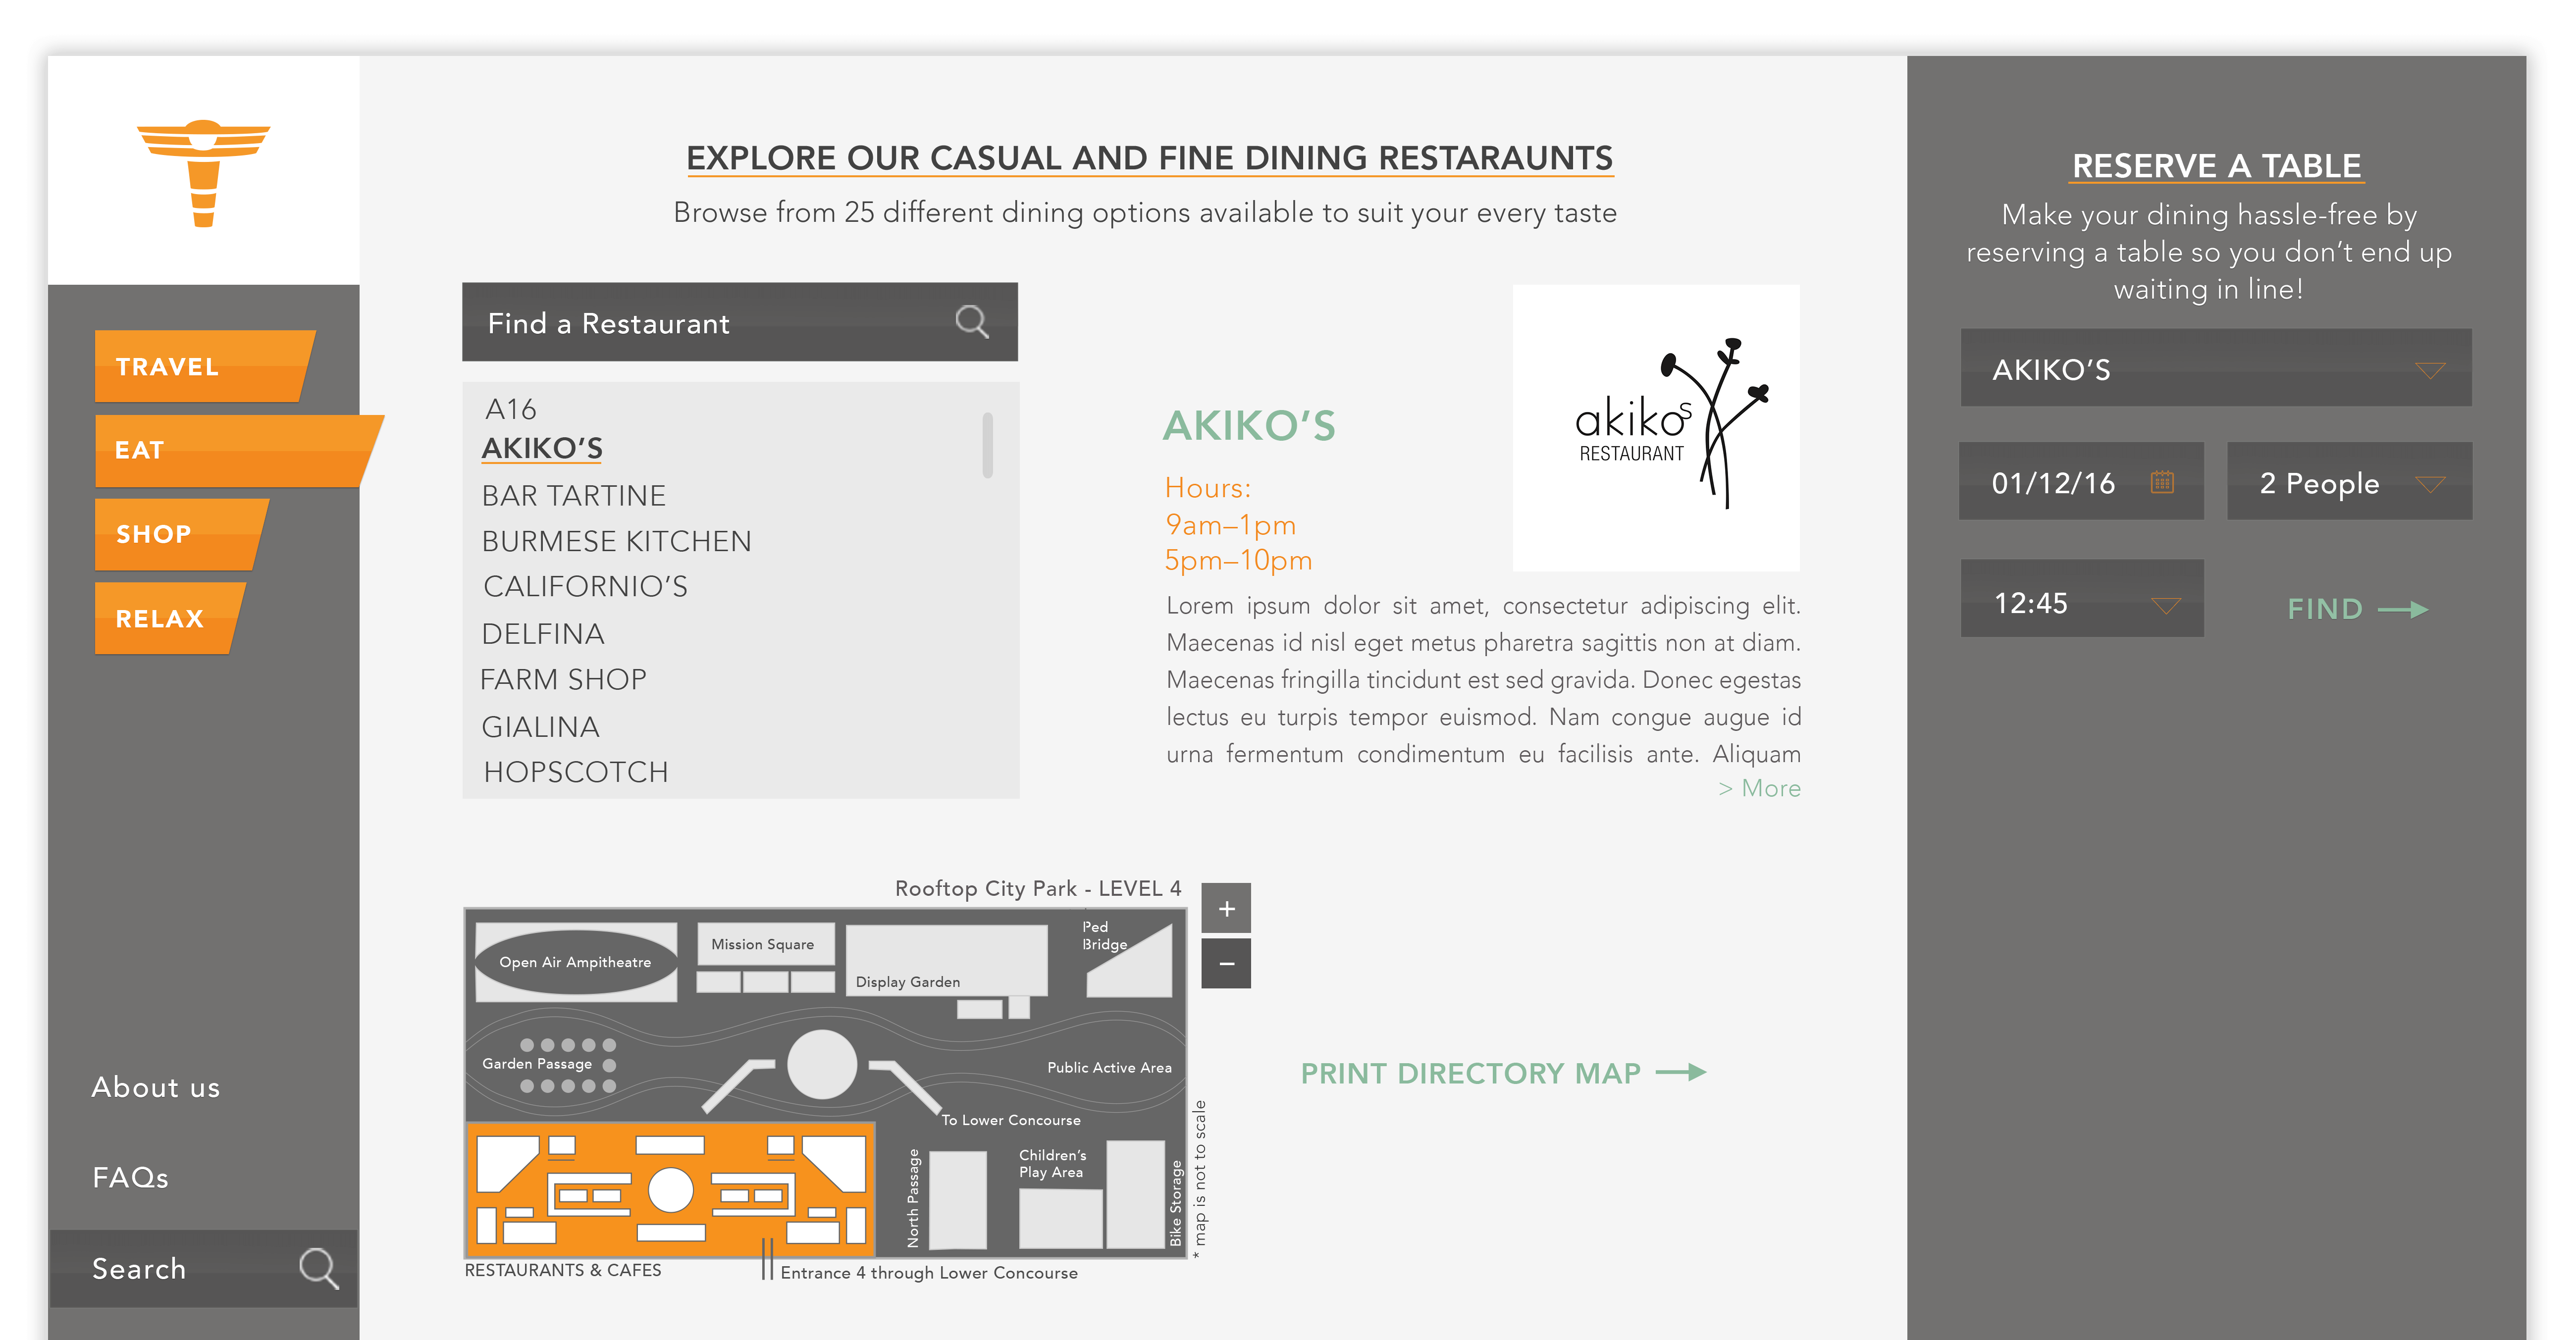 TRAVEL
EAT
SHOP
RELAX
About us
FAQs
Search
EXPLORE OUR CASUAL AND FINE DINING RESTARAUNTS
Browse from 25 different dining options available to suit your every taste
Find a Restaurant
A16
AKIKO’S
BAR TARTINE
BURMESE KITCHEN
CALIFORNIO’S
DELFINA
FARM SHOP
GIALINA
HOPSCOTCH
AKIKO’S
Hours:
9am–1pm
5pm–10pm
akikos
RESTAURANT
Lorem ipsum dolor sit amet, consectetur adipiscing elit.
Maecenas id nisl eget metus pharetra sagittis non at diam.
Maecenas fringilla tincidunt est sed gravida. Donec egestas
lectus eu turpis tempor euismod. Nam congue augue id
urna fermentum condimentum eu facilisis ante. Aliquam
> More
Rooftop City Park - LEVEL 4
+
−
Open Air Ampitheatre
Mission Square
Display Garden
Ped
Bridge
Garden Passage
Public Active Area
To Lower Concourse
North Passage
Children’s
Play Area
Bike Storage
* map is not to scale
RESTAURANTS & CAFES
Entrance 4 through Lower Concourse
PRINT DIRECTORY MAP
RESERVE A TABLE
Make your dining hassle-free by
reserving a table so you don’t end up
waiting in line!
AKIKO’S
01/12/16
2 People
12:45
FIND